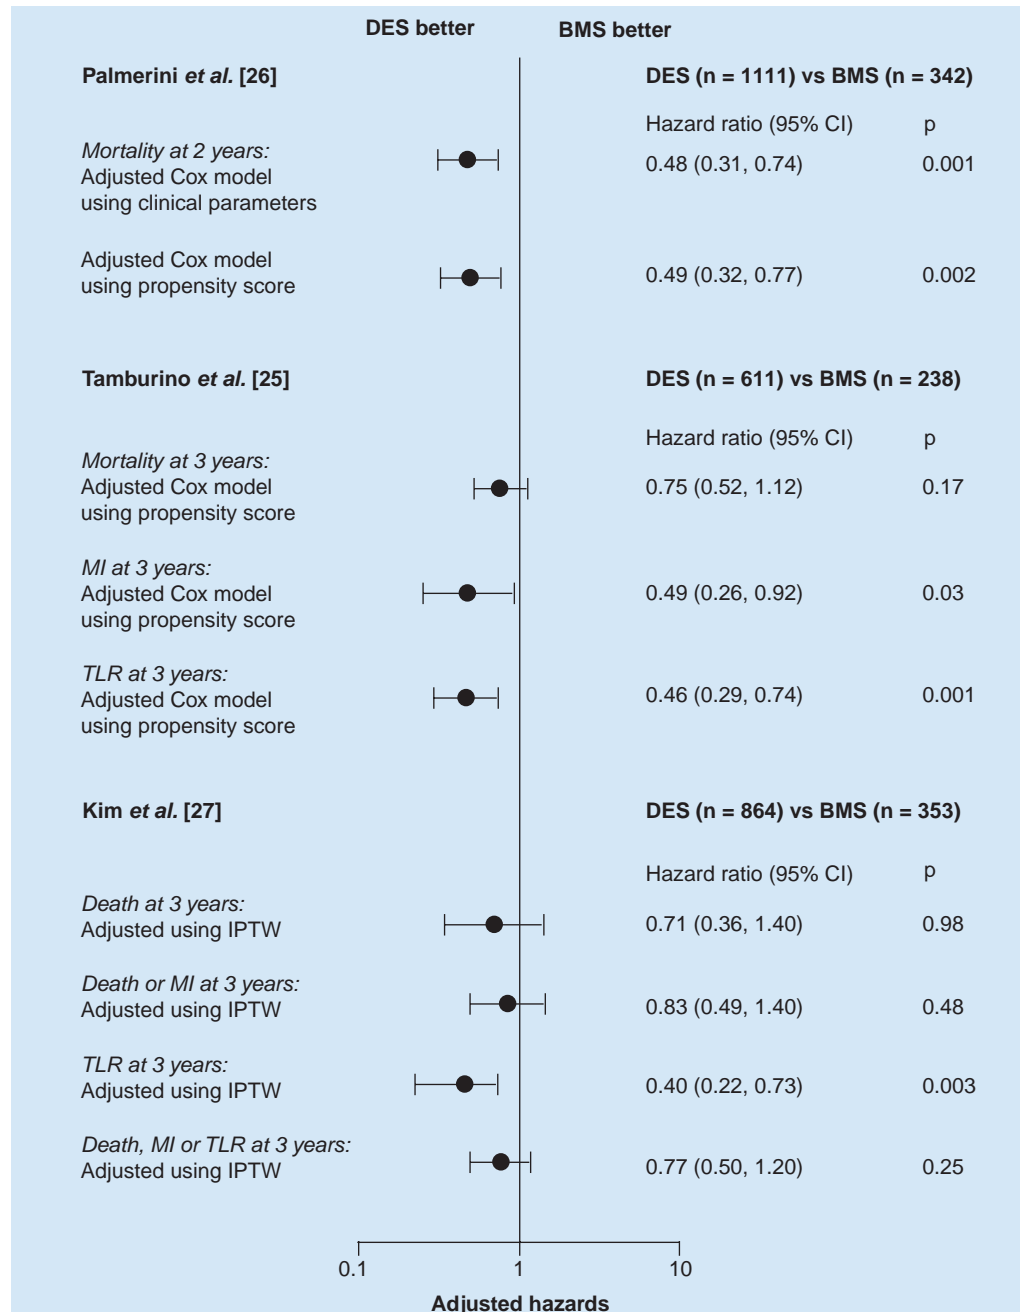 DES better BMS better
Palmerini et al. [26] DES (n = 1111) vs BMS (n = 342)
Hazard ratio (95% CI) p
Mortality at 2 years:
Adjusted Cox model 0.48 (0.31, 0.74) 0.001
using clinical parameters
Adjusted Cox model
using propensity score 0.49 (0.32, 0.77) 0.002
Tamburino et al. [25] DES (n = 611) vs BMS (n = 238)
Hazard ratio (95% CI) p
Mortality at 3 years:
Adjusted Cox model 0.75 (0.52, 1.12) 0.17
using propensity score
MI at 3 years:
Adjusted Cox model 0.49 (0.26, 0.92) 0.03
using propensity score
TLR at 3 years:
Adjusted Cox model 0.46 (0.29, 0.74) 0.001
using propensity score
Kim et al. [27] DES (n = 864) vs BMS (n = 353)
Hazard ratio (95% CI) p
Death at 3 years:
Adjusted using IPTW 0.71 (0.36, 1.40) 0.98
Death or MI at 3 years:
Adjusted using IPTW 0.83 (0.49, 1.40) 0.48
TLR at 3 years:
Adjusted using IPTW 0.40 (0.22, 0.73) 0.003
Death, MI or TLR at 3 years:
Adjusted using IPTW 0.77 (0.50, 1.20) 0.25
0.1 1 10
Adjusted hazards